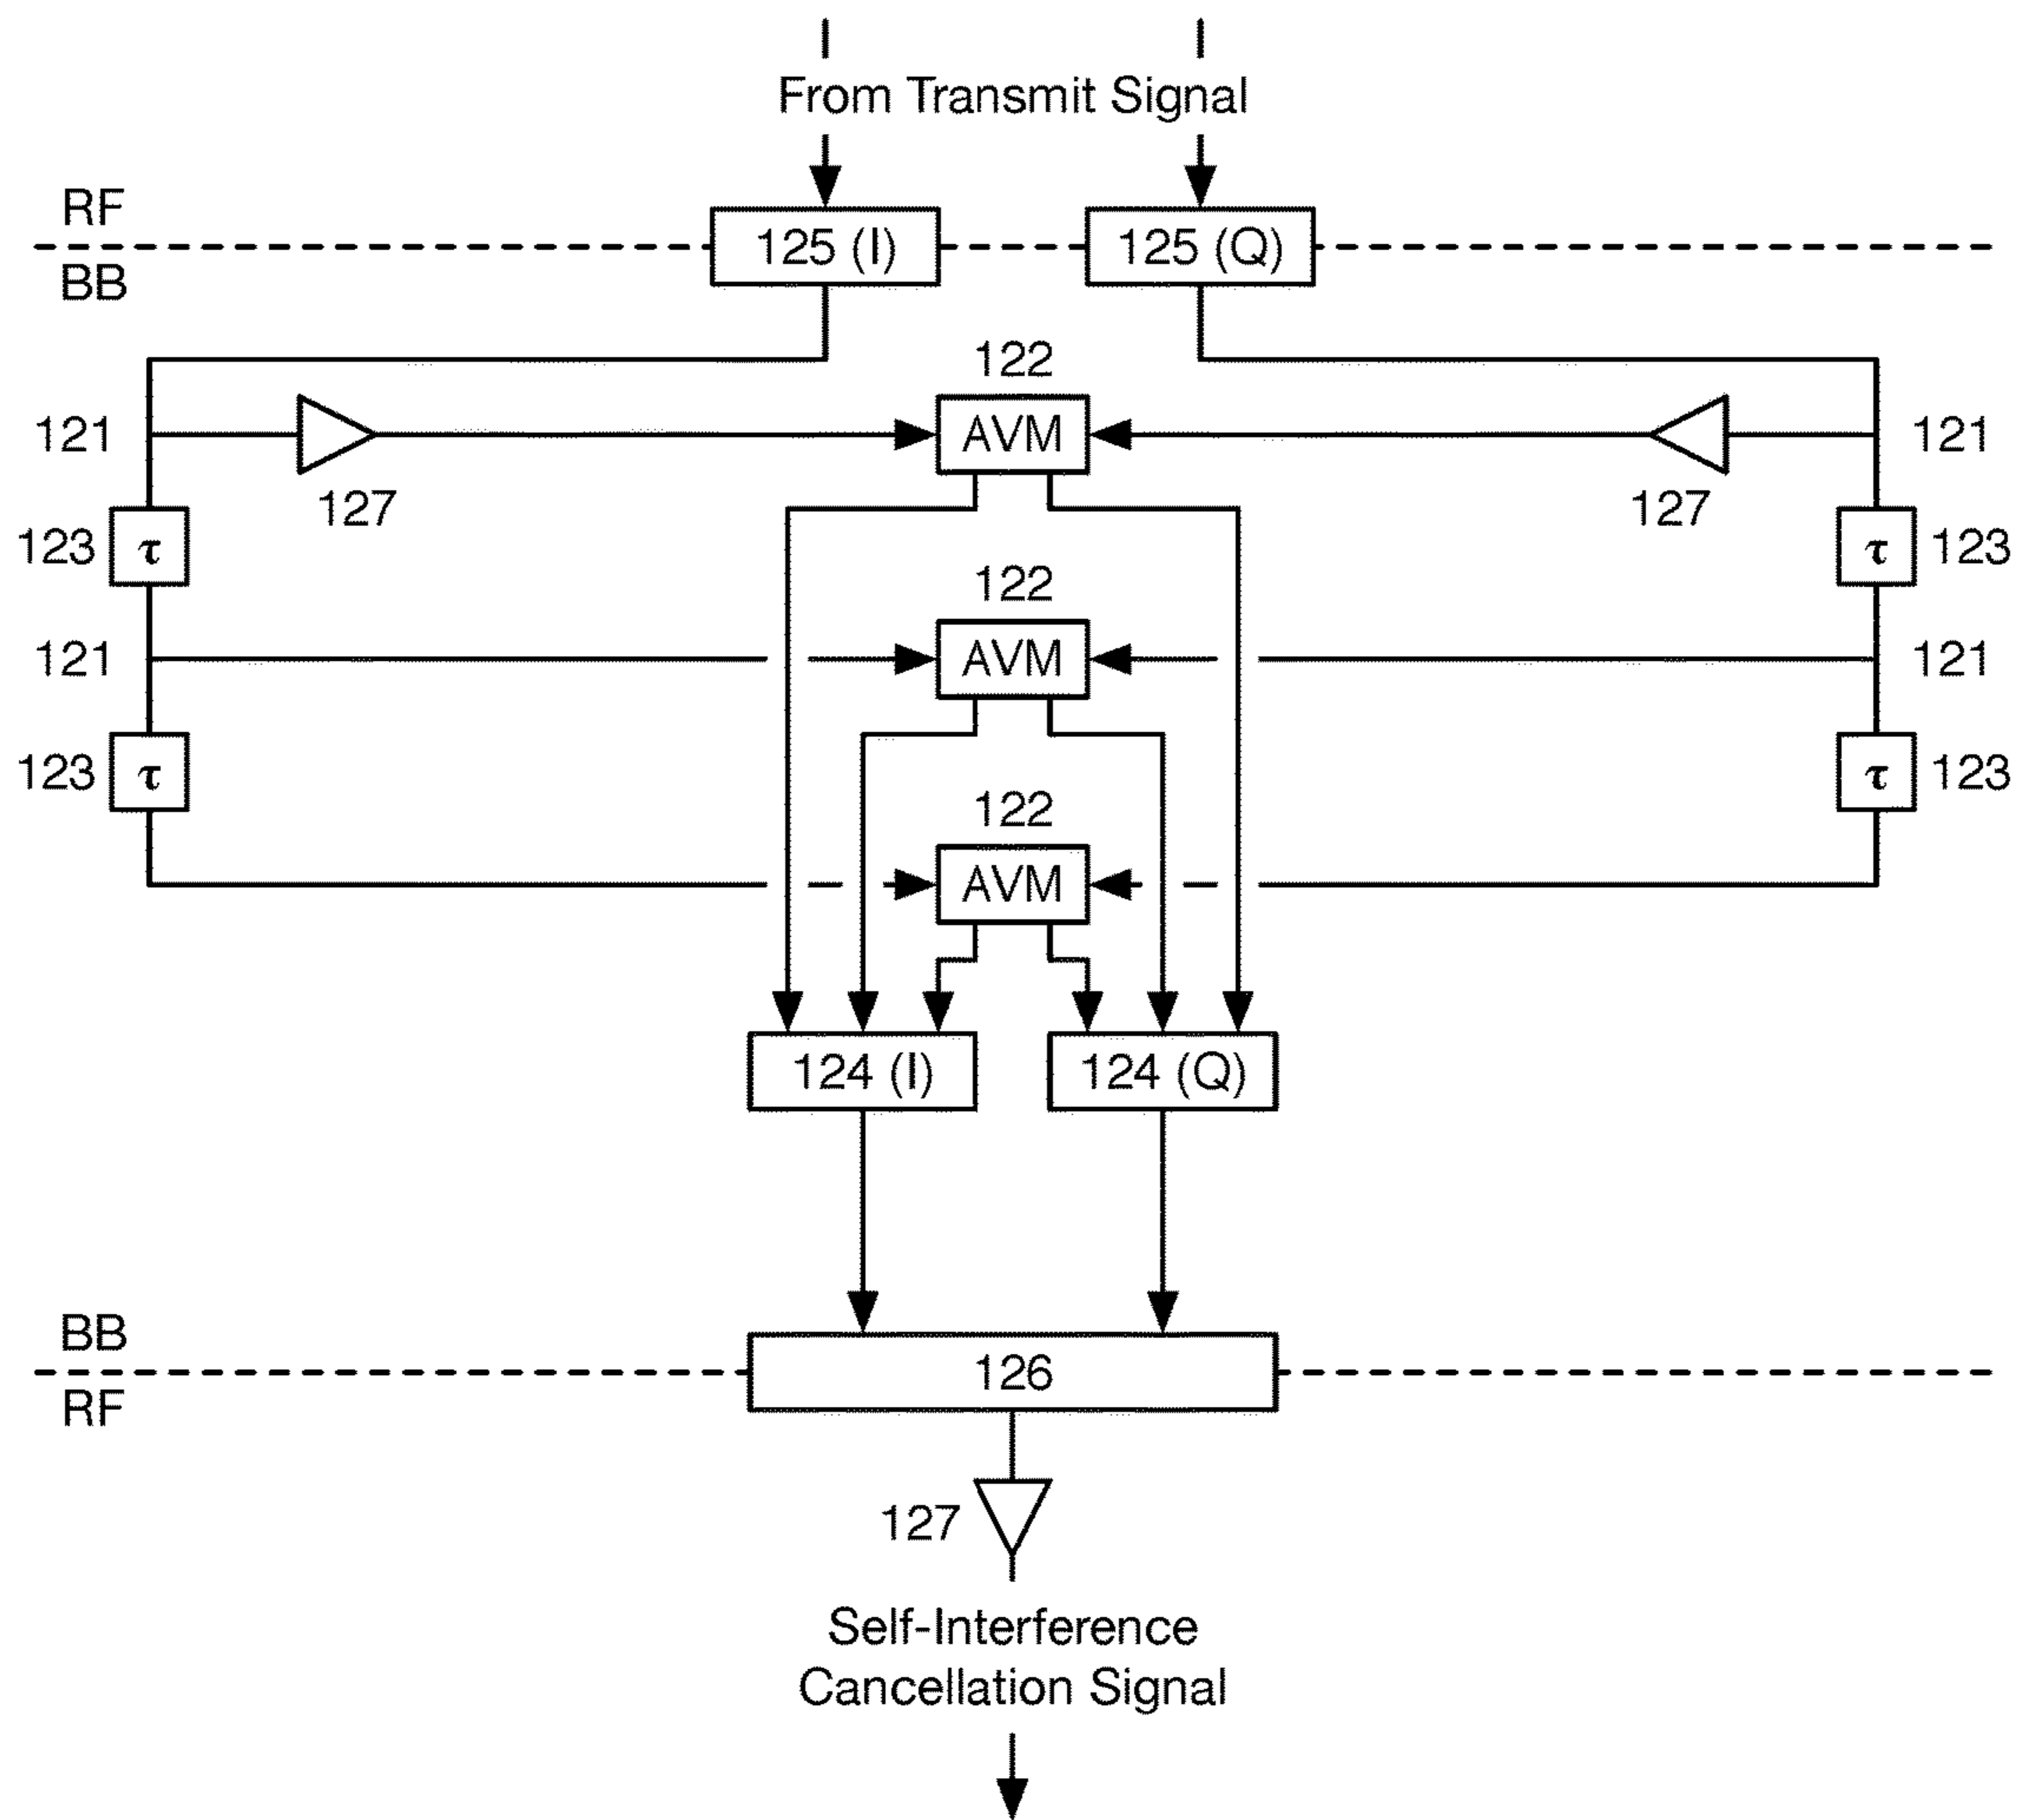 From Transmit Signal
RF
125 (I)
125 (Q)
BB
122
121
AVM
121
127
127
123
τ
τ
123
122
121
AVM
121
123
τ
τ
123
122
AVM
124 (I)
124 (Q)
BB
126
RF
127
Self-Interference
Cancellation Signal